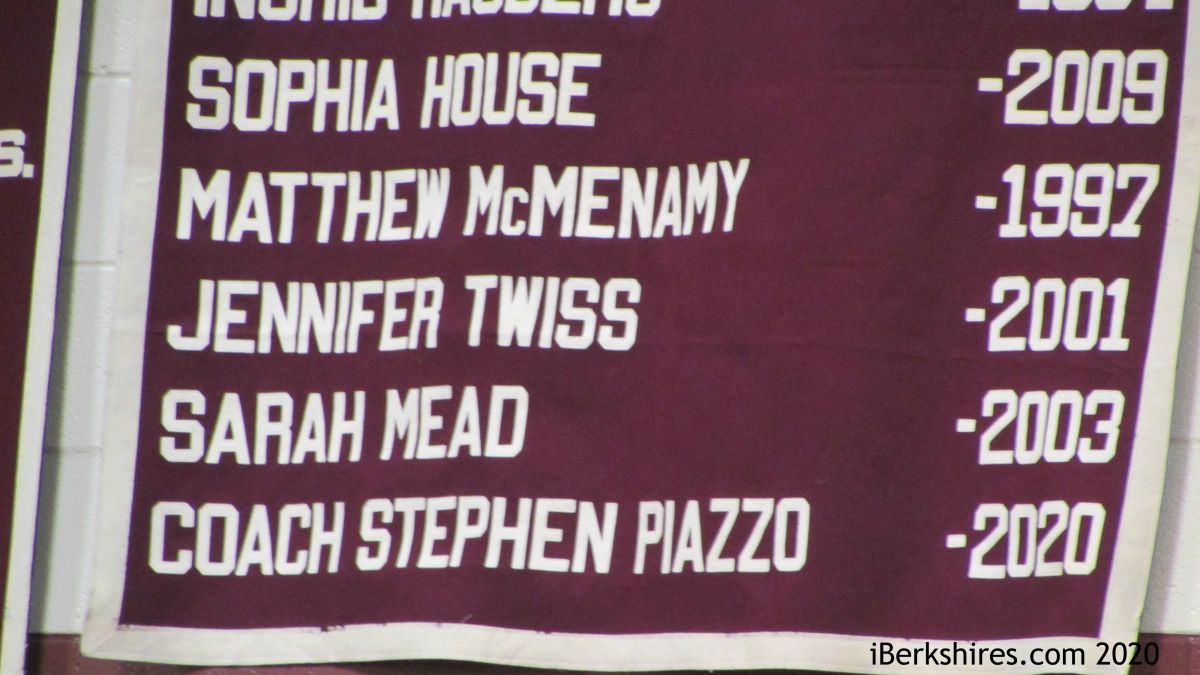 SOPHIA HOUSE -2009
S.
MATTHEW McMENAMY -1997
JENNIFER TWISS -2001
SARAH MEAD -2003
COACH STEPHEN PIAZZO -2020
iBerkshires.com 2020